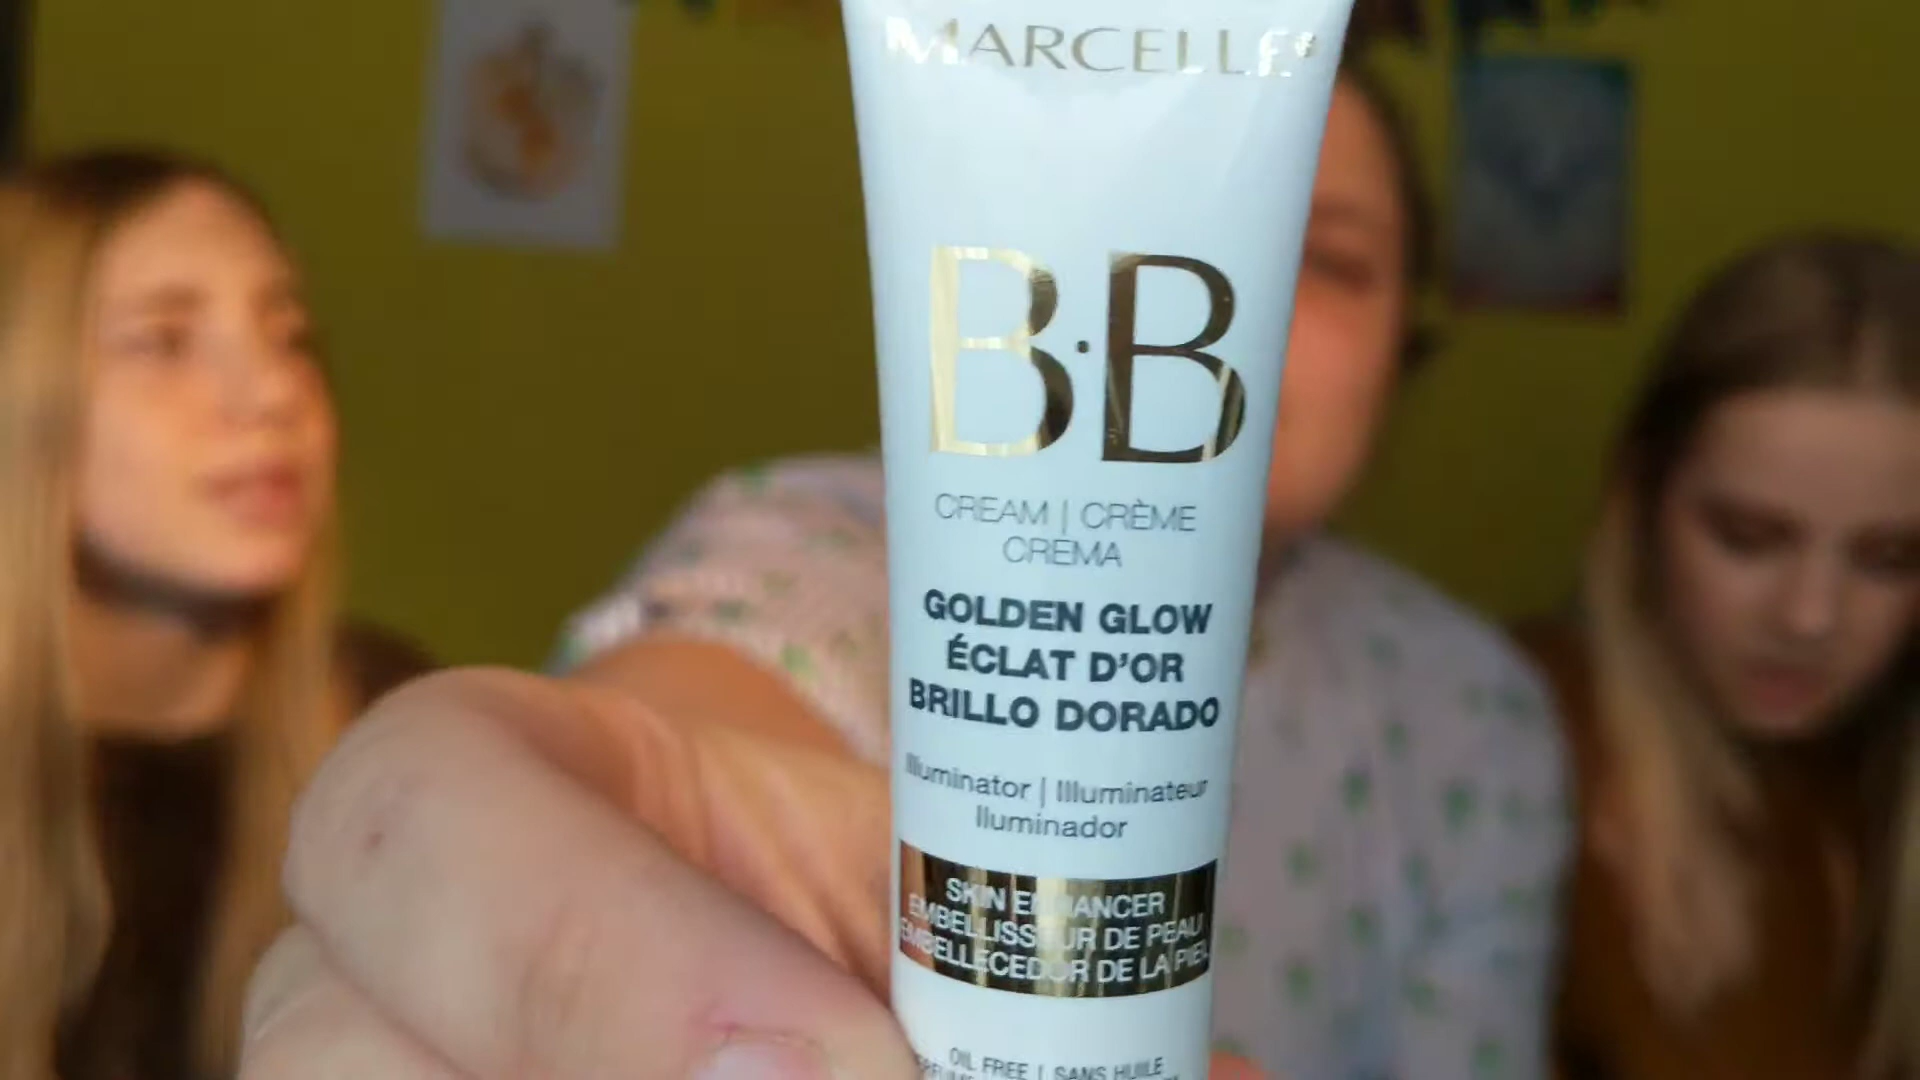 MARCELLE®
B·B
CREAM | CRÈME
CREMA
GOLDEN GLOW
ÉCLAT D'OR
BRILLO DORADO
Illuminator | Illuminateur
Iluminador
SKIN ENHANCER
EMBELLISSEUR DE PEAU
EMBELLECEDOR DE LA PIEL
OIL FREE | SANS HUILE